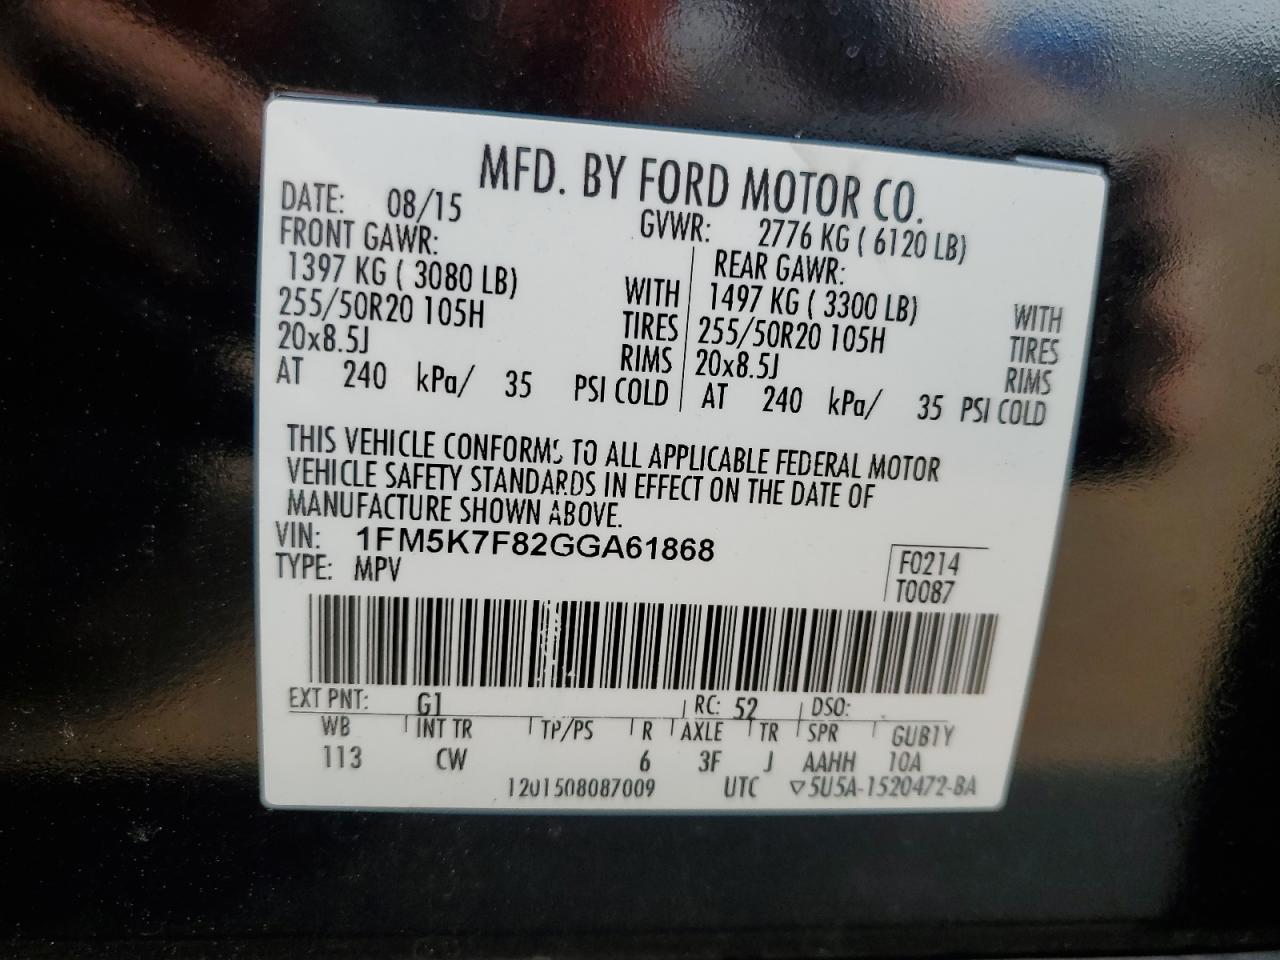 MFD. BY FORD MOTOR CO.
DATE: 08/15 GVWR: 2776 KG ( 6120 LB)
FRONT GAWR: REAR GAWR:
1397 KG ( 3080 LB) WITH 1497 KG ( 3300 LB) WITH
255/50R20 105H TIRES 255/50R20 105H TIRES
20x8.5J RIMS 20x8.5J RIMS
AT 240 kPa/ 35 PSI COLD AT 240 kPa/ 35 PSI COLD
THIS VEHICLE CONFORMS TO ALL APPLICABLE FEDERAL MOTOR
VEHICLE SAFETY STANDARDS IN EFFECT ON THE DATE OF
MANUFACTURE SHOWN ABOVE.
VIN: 1FM5K7F82GGA61868
TYPE: MPV
F0214
T0087
EXT PNT: G1 RC: 52 DSO:
WB INT TR TP/PS R AXLE TR SPR GUB1Y
113 CW 6 3F J AAHH 10A
1201508087009 UTC ▽5U5A-1520472-BA